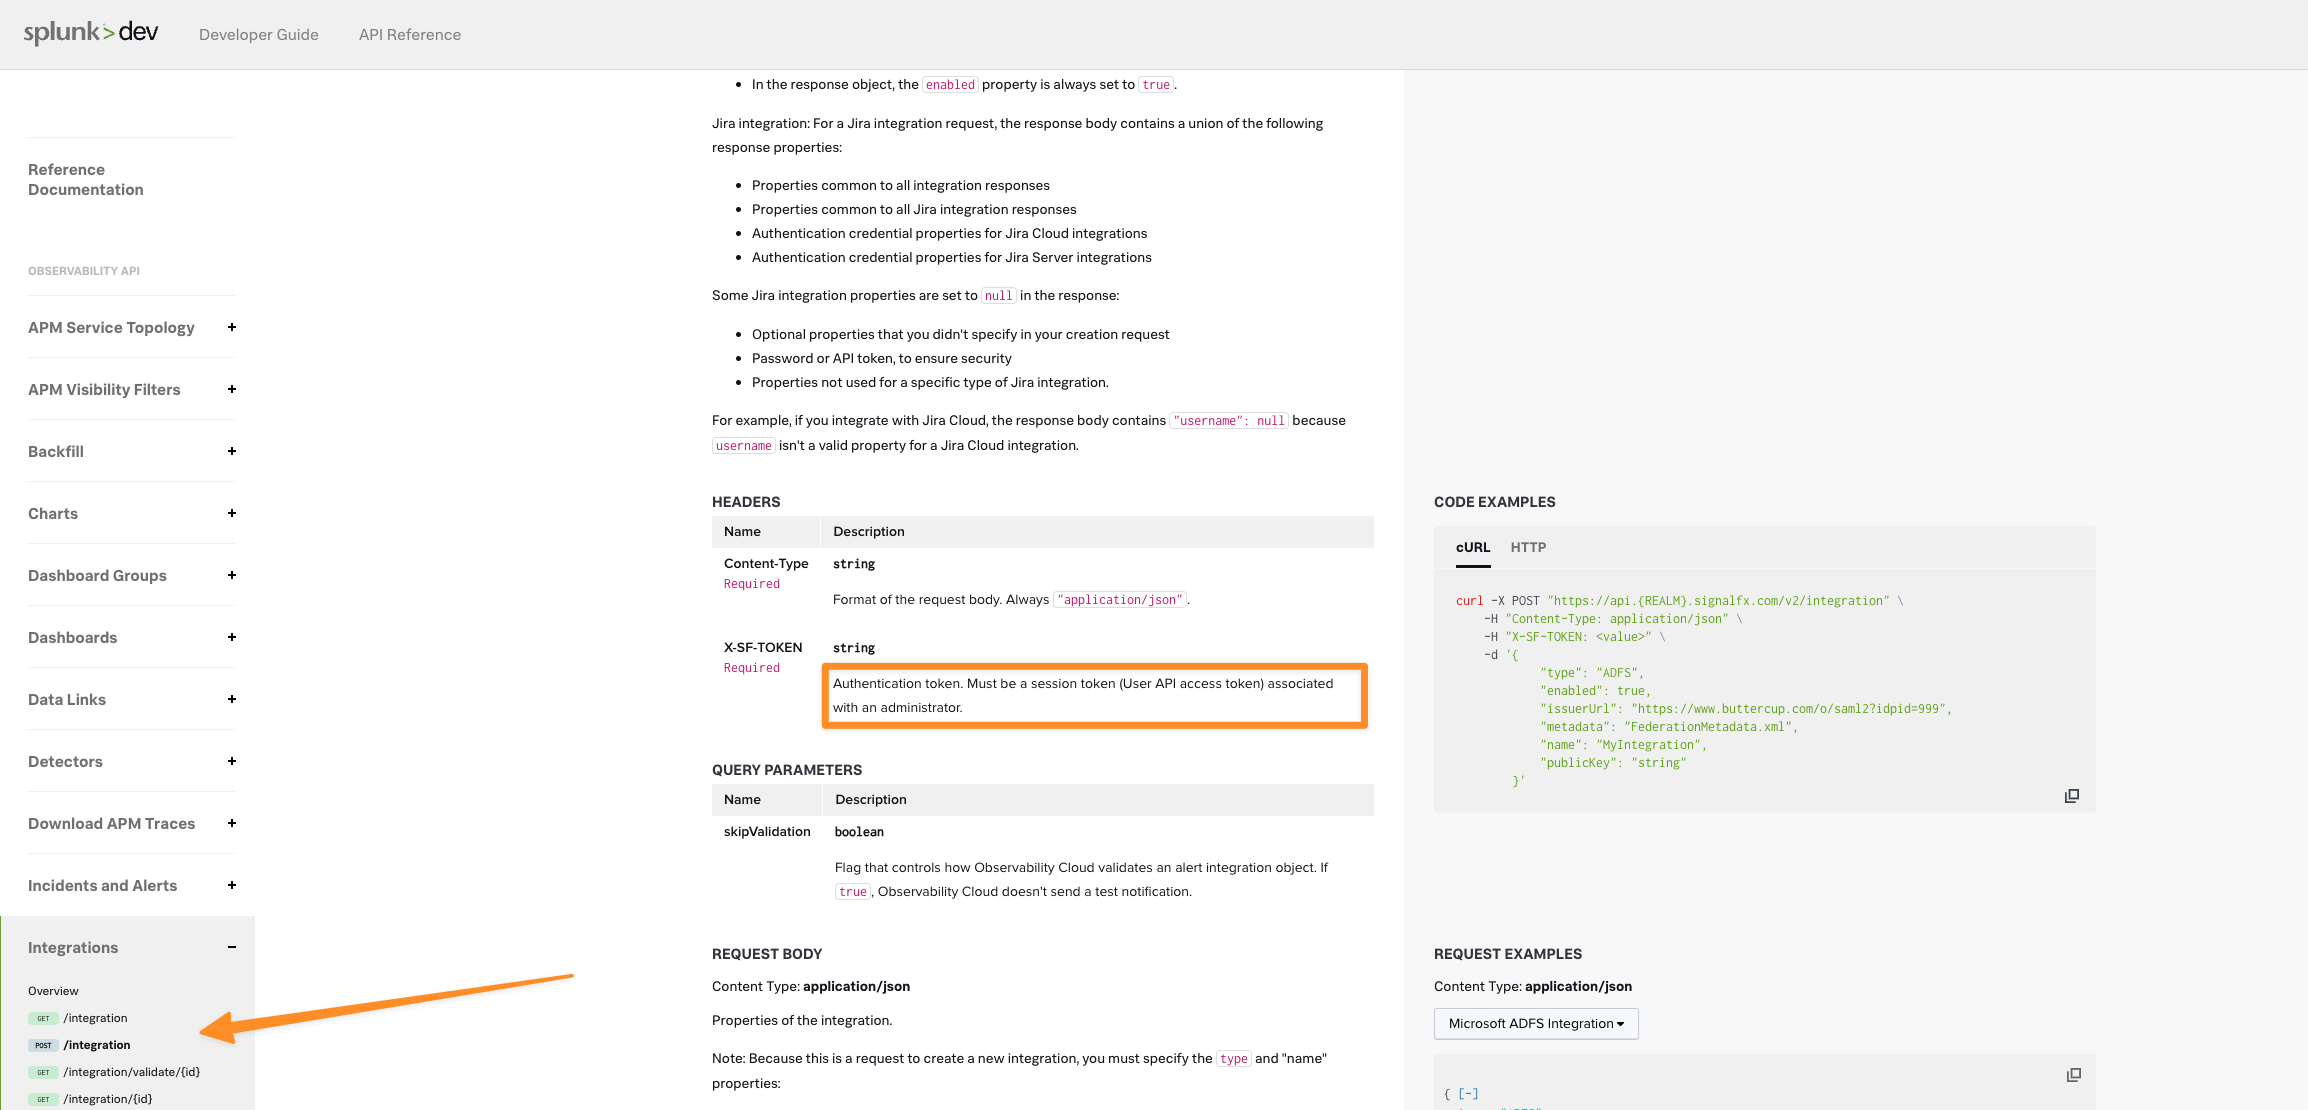 splunk>dev
Developer Guide
API Reference
Reference
Documentation
OBSERVABILITY API
APM Service Topology +
APM Visibility Filters +
Backfill +
Charts +
Dashboard Groups +
Dashboards +
Data Links +
Detectors +
Download APM Traces +
Incidents and Alerts +
Integrations −
Overview
GET /integration
POST /integration
GET /integration/validate/{id}
GET /integration/{id}
• In the response object, the enabled property is always set to true.
Jira integration: For a Jira integration request, the response body contains a union of the following
response properties:
• Properties common to all integration responses
• Properties common to all Jira integration responses
• Authentication credential properties for Jira Cloud integrations
• Authentication credential properties for Jira Server integrations
Some Jira integration properties are set to null in the response:
• Optional properties that you didn't specify in your creation request
• Password or API token, to ensure security
• Properties not used for a specific type of Jira integration.
For example, if you integrate with Jira Cloud, the response body contains "username": null because
username isn't a valid property for a Jira Cloud integration.
HEADERS
Name Description
Content-Type string
Required
Format of the request body. Always "application/json".
X-SF-TOKEN string
Required
Authentication token. Must be a session token (User API access token) associated
with an administrator.
QUERY PARAMETERS
Name Description
skipValidation boolean
Flag that controls how Observability Cloud validates an alert integration object. If
true, Observability Cloud doesn't send a test notification.
REQUEST BODY
Content Type: application/json
Properties of the integration.
Note: Because this is a request to create a new integration, you must specify the type and "name"
properties:
CODE EXAMPLES
cURL HTTP
curl -X POST "https://api.{REALM}.signalfx.com/v2/integration" \
-H "Content-Type: application/json" \
-H "X-SF-TOKEN: <value>" \
-d '{
"type": "ADFS",
"enabled": true,
"issuerUrl": "https://www.buttercup.com/o/saml2?idpid=999",
"metadata": "FederationMetadata.xml",
"name": "MyIntegration",
"publicKey": "string"
}'
REQUEST EXAMPLES
Content Type: application/json
Microsoft ADFS Integration
{ [-]